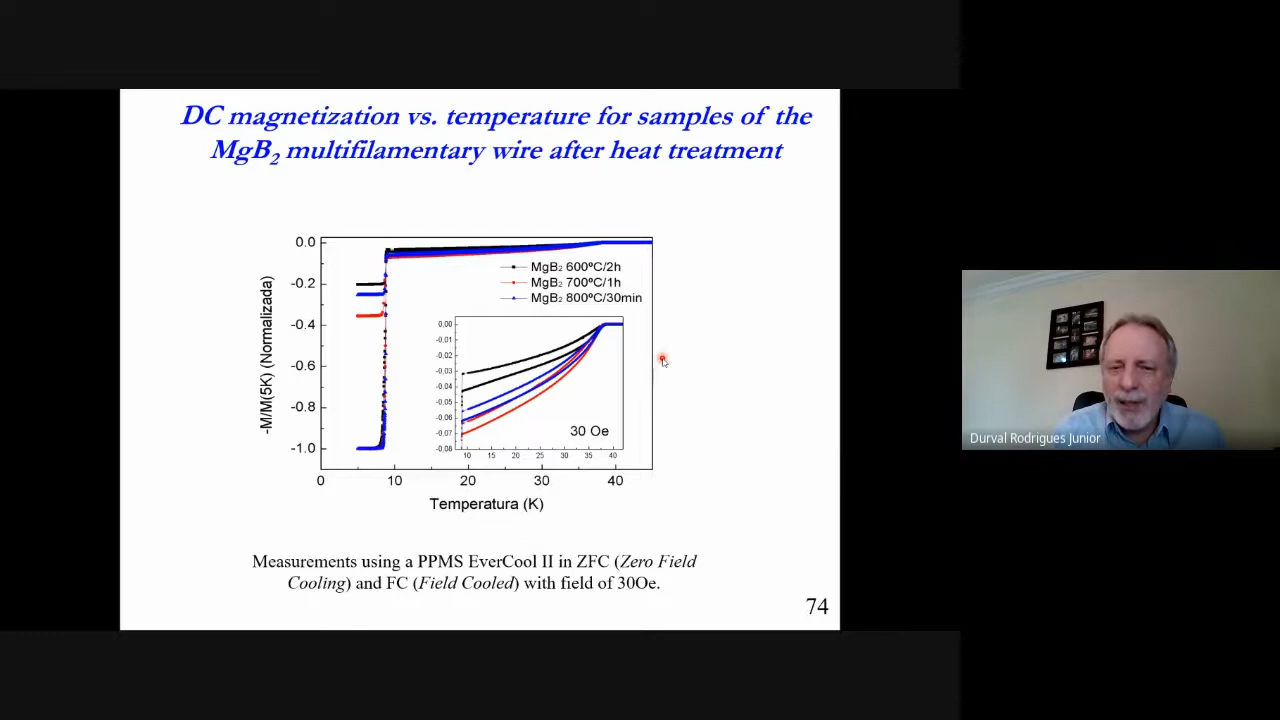 DC magnetization vs. temperature for samples of the
MgB₂ multifilamentary wire after heat treatment
0.0
-0.2
-0.4
-0.6
-0.8
-1.0
-M/M(5K) (Normalizada)
MgB₂ 600ºC/2h
MgB₂ 700ºC/1h
MgB₂ 800ºC/30min
0.00
-0.01
-0.02
-0.03
-0.04
-0.05
-0.06
-0.07
-0.08
10 15 20 25 30 35 40
30 Oe
0 10 20 30 40
Temperatura (K)
Measurements using a PPMS EverCool II in ZFC (Zero Field
Cooling) and FC (Field Cooled) with field of 30Oe.
74
Durval Rodrigues Junior